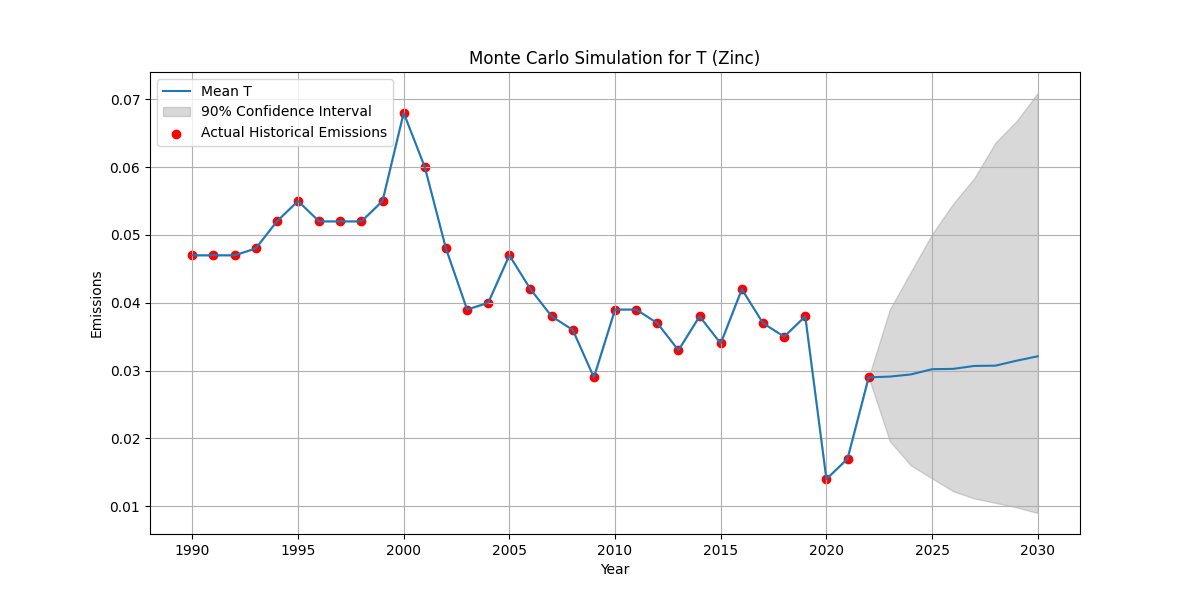 Monte Carlo Simulation for T (Zinc)
Mean T
90% Confidence Interval
Actual Historical Emissions
0.07
0.06
0.05
0.04
0.03
0.02
0.01
Emissions
1990 1995 2000 2005 2010 2015 2020 2025 2030
Year